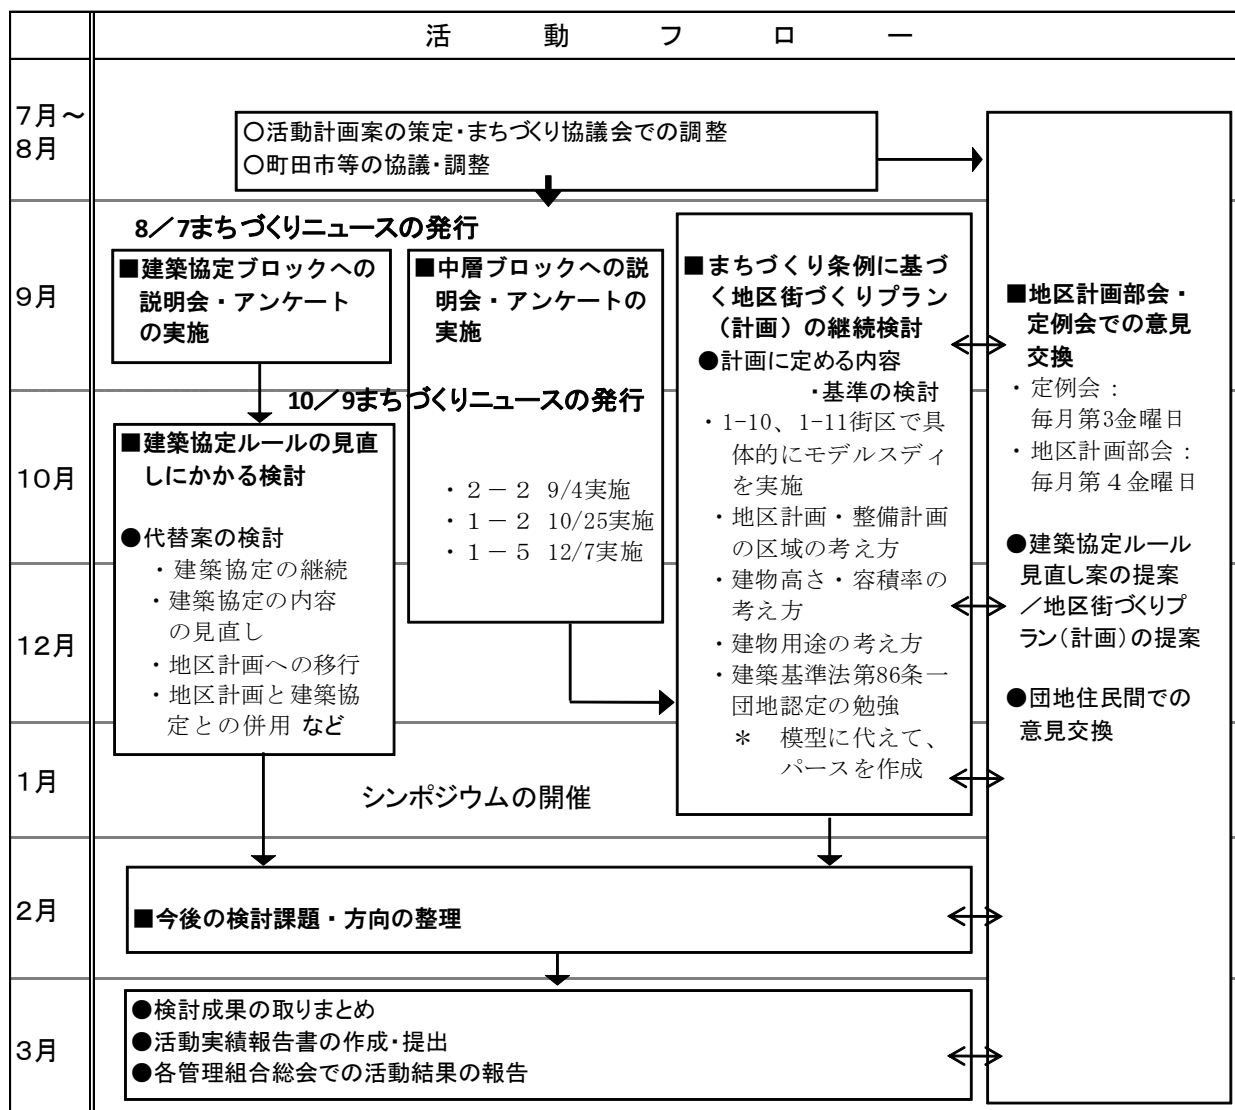 活動フロー
7月～
8月
○活動計画案の策定・まちづくり協議会での調整
○町田市等の協議・調整
8／7まちづくりニュースの発行
9月
■建築協定ブロックへの
説明会・アンケート
の実施
■中層ブロックへの説
明会・アンケートの
実施
10／9まちづくりニュースの発行
・２－２ 9/4実施
・１－２ 10/25実施
・１－５ 12/7実施
■まちづくり条例に基づ
く地区街づくりプラン
（計画）の継続検討
●計画に定める内容
・基準の検討
・1-10、1-11街区で具
体的にモデルスディ
を実施
・地区計画・整備計画
の区域の考え方
・建物高さ・容積率の
考え方
・建物用途の考え方
・建築基準法第86条一
団地認定の勉強
＊ 模型に代えて、
パースを作成
■地区計画部会・
定例会での意見
交換
・定例会：
毎月第3金曜日
・地区計画部会：
毎月第４金曜日
●建築協定ルール
見直し案の提案
／地区街づくりプ
ラン（計画）の提案
●団地住民間での
意見交換
10月
■建築協定ルールの見直
しにかかる検討
●代替案の検討
・建築協定の継続
・建築協定の内容
の見直し
・地区計画への移行
・地区計画と建築協
定との併用 など
12月
1月
シンポジウムの開催
2月
■今後の検討課題・方向の整理
3月
●検討成果の取りまとめ
●活動実績報告書の作成・提出
●各管理組合総会での活動結果の報告